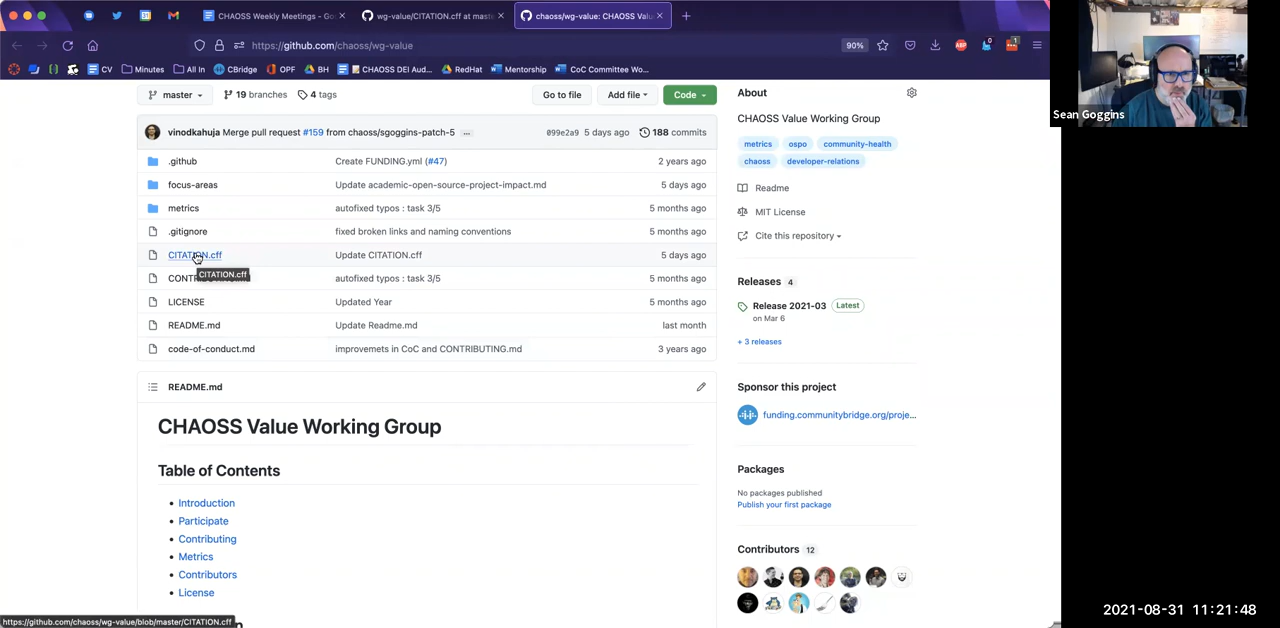 CHAOSS Weekly Meetings - Go
wg-value/CITATION.cff at mast
chaoss/wg-value: CHAOSS Val
https://github.com/chaoss/wg-value
90%
CV
Minutes
All In
CBridge
OPF
BH
CHAOSS DEI Aud...
RedHat
Mentorship
CoC Committee Wo...
Sean Goggins
master
19 branches
4 tags
Go to file
Add file
Code
vinodkahuja Merge pull request #159 from chaoss/sgoggins-patch-5 ...
099e2a9 5 days ago
188 commits
.github Create FUNDING.yml (#47) 2 years ago
focus-areas Update academic-open-source-project-impact.md 5 days ago
metrics autofixed typos : task 3/5 5 months ago
.gitignore fixed broken links and naming conventions 5 months ago
CITATION.cff Update CITATION.cff 5 days ago
CITATION.cff
autofixed typos : task 3/5 5 months ago
LICENSE Updated Year 5 months ago
README.md Update Readme.md last month
code-of-conduct.md improvemets in CoC and CONTRIBUTING.md 3 years ago
README.md
CHAOSS Value Working Group
Table of Contents
Introduction
Participate
Contributing
Metrics
Contributors
License
About
CHAOSS Value Working Group
metrics
ospo
community-health
chaoss
developer-relations
Readme
MIT License
Cite this repository
Releases 4
Release 2021-03 Latest
on Mar 6
+ 3 releases
Sponsor this project
funding.communitybridge.org/proje...
Packages
No packages published
Publish your first package
Contributors 12
https://github.com/chaoss/wg-value/blob/master/CITATION.cff
2021-08-31 11:21:48